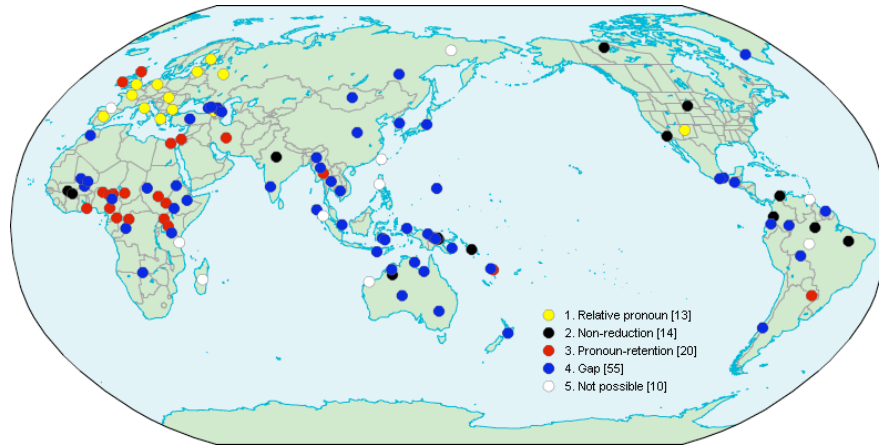 1. Relative pronoun [13]
2. Non-reduction [14]
3. Pronoun-retention [20]
4. Gap [55]
5. Not possible [10]